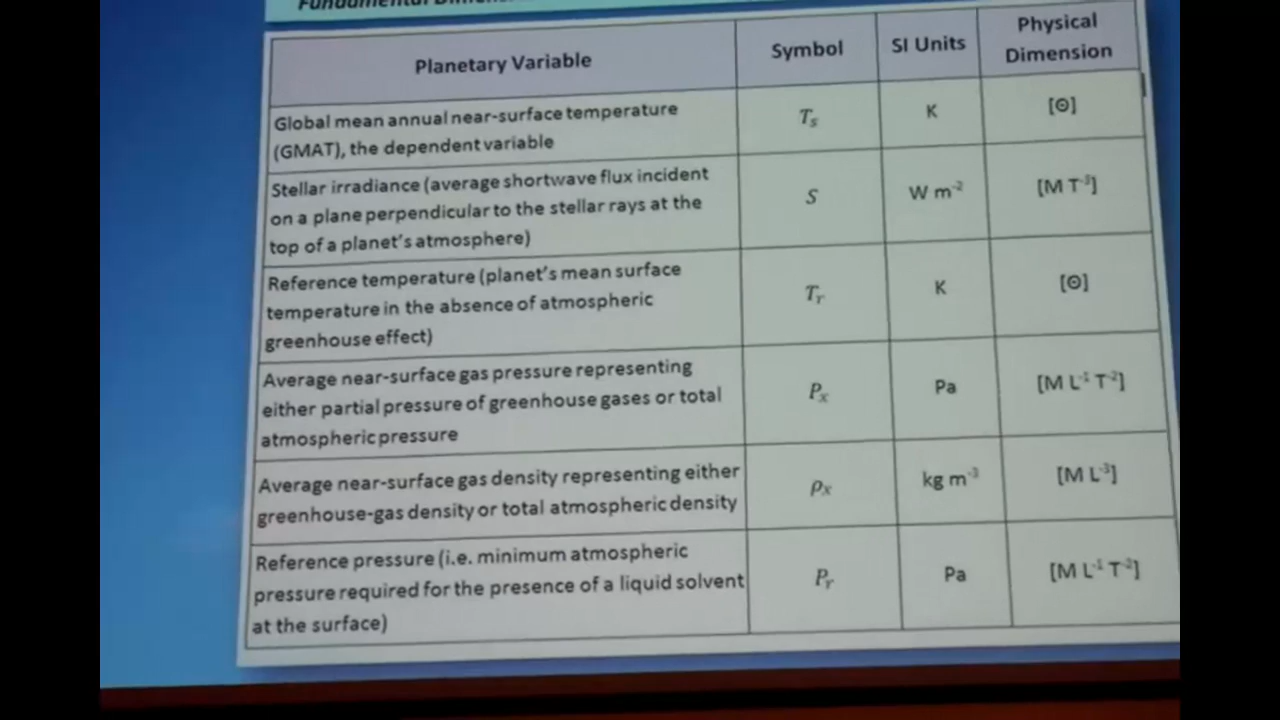 Fundamental
Planetary Variable
Symbol
SI Units
Physical
Dimension
Global mean annual near-surface temperature
(GMAT), the dependent variable
Tₛ
K
[Θ]
Stellar irradiance (average shortwave flux incident
on a plane perpendicular to the stellar rays at the
top of a planet's atmosphere)
S
W m⁻²
[M T⁻³]
Reference temperature (planet's mean surface
temperature in the absence of atmospheric
greenhouse effect)
Tᵣ
K
[Θ]
Average near-surface gas pressure representing
either partial pressure of greenhouse gases or total
atmospheric pressure
Pₓ
Pa
[M L⁻¹ T⁻²]
Average near-surface gas density representing either
greenhouse-gas density or total atmospheric density
ρₓ
kg m⁻³
[M L⁻³]
Reference pressure (i.e. minimum atmospheric
pressure required for the presence of a liquid solvent
at the surface)
Pᵣ
Pa
[M L⁻¹ T⁻²]